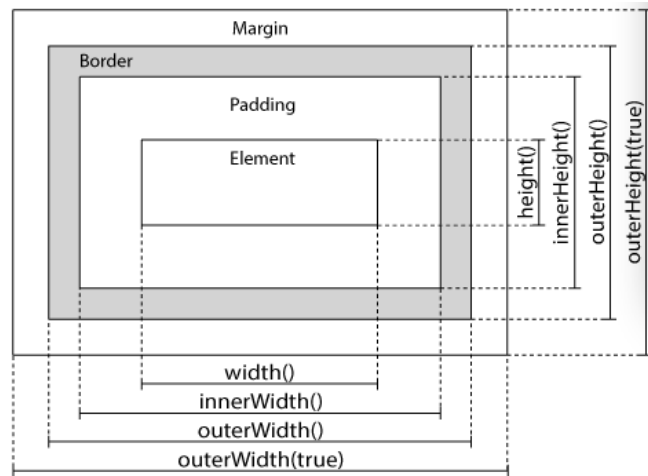 Margin
Border
Padding
Element
height()
innerHeight()
outerHeight()
outerHeight(true)
width()
innerWidth()
outerWidth()
outerWidth(true)